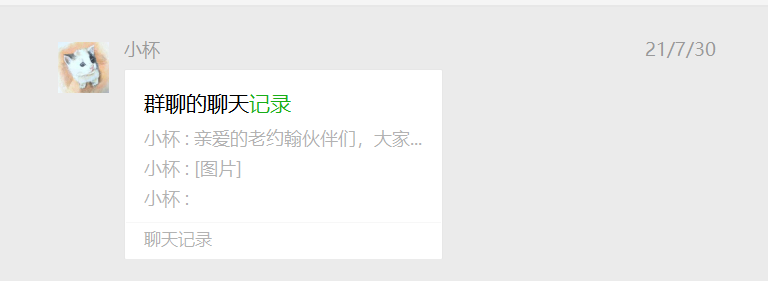 小杯
21/7/30
群聊的聊天记录
小杯 : 亲爱的老约翰伙伴们，大家...
小杯 : [图片]
小杯 :
聊天记录